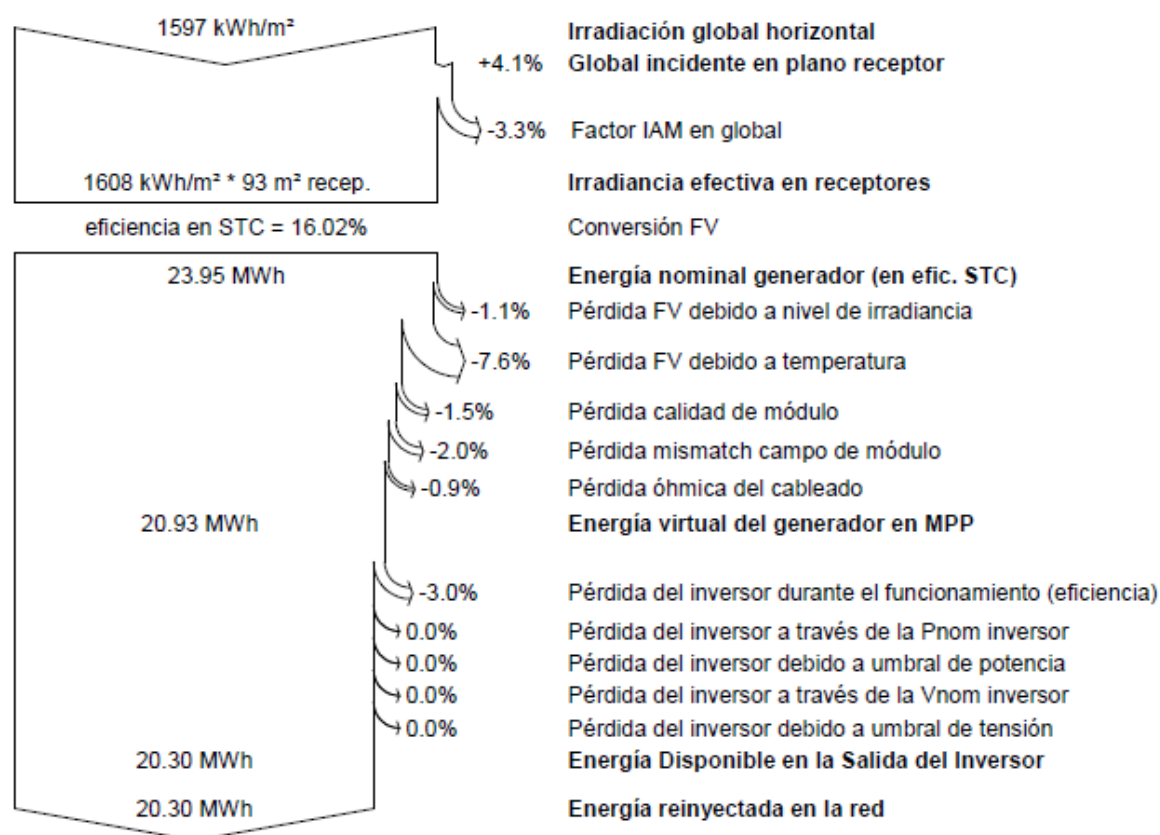 1597 kWh/m² Irradiación global horizontal
+4.1% Global incidente en plano receptor
-3.3% Factor IAM en global
1608 kWh/m² * 93 m² recep. Irradiancia efectiva en receptores
eficiencia en STC = 16.02% Conversión FV
23.95 MWh Energía nominal generador (en efic. STC)
-1.1% Pérdida FV debido a nivel de irradiancia
-7.6% Pérdida FV debido a temperatura
-1.5% Pérdida calidad de módulo
-2.0% Pérdida mismatch campo de módulo
-0.9% Pérdida óhmica del cableado
20.93 MWh Energía virtual del generador en MPP
-3.0% Pérdida del inversor durante el funcionamiento (eficiencia)
0.0% Pérdida del inversor a través de la Pnom inversor
0.0% Pérdida del inversor debido a umbral de potencia
0.0% Pérdida del inversor a través de la Vnom inversor
0.0% Pérdida del inversor debido a umbral de tensión
20.30 MWh Energía Disponible en la Salida del Inversor
20.30 MWh Energía reinyectada en la red